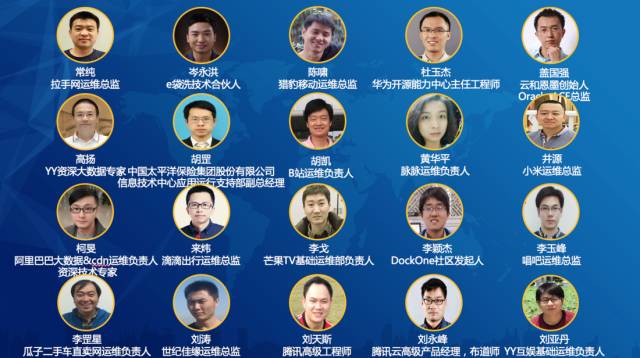 常纯
拉手网运维总监
岑永洪
e袋洗技术合伙人
陈啸
猎豹移动运维总监
杜玉杰
华为开源能力中心主任工程师
盖国强
云和恩墨创始人
Oracle ACE总监
高扬
YY资深大数据专家
胡罡
中国太平洋保险集团股份有限公司
信息技术中心应用运行支持部副总经理
胡凯
B站运维负责人
黄华平
脉脉运维负责人
井源
小米运维总监
柯旻
阿里巴巴大数据&cdn运维负责人
资深技术专家
来炜
滴滴出行运维总监
李戈
芒果TV基础运维部负责人
李颖杰
DockOne社区发起人
李玉峰
唱吧运维总监
李罡星
瓜子二手车直卖网运维负责人
刘涛
世纪佳缘运维总监
刘天斯
腾讯高级工程师
刘永峰
腾讯云高级产品经理，布道师
刘亚丹
YY互娱基础运维负责人